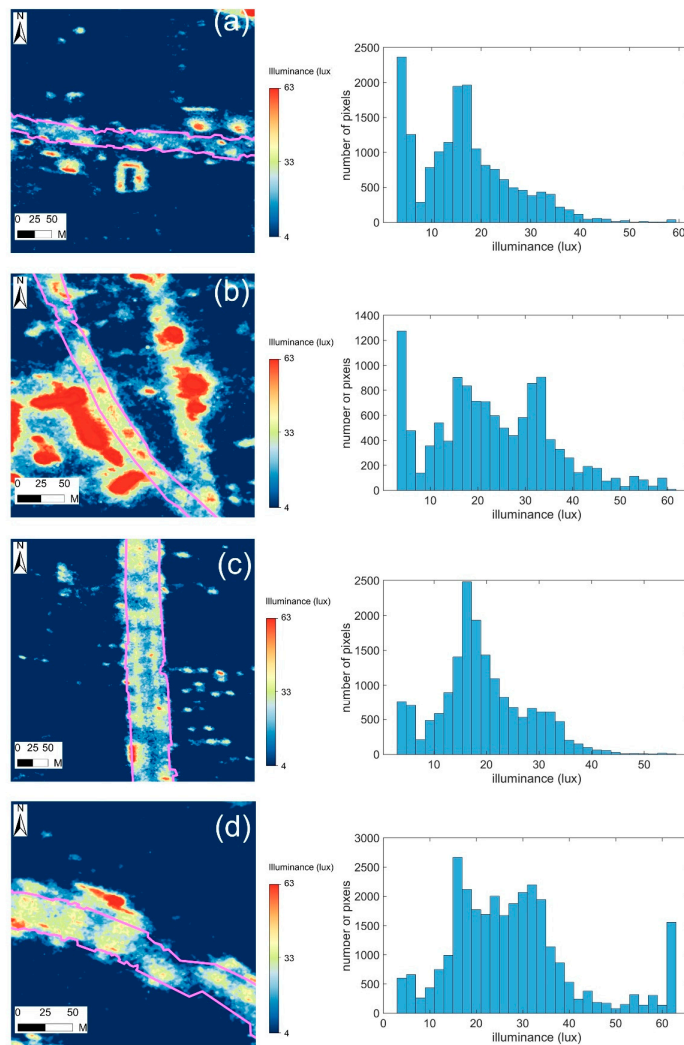 N
(a)
Illuminance (lux
63
33
4
0 25 50
M
2500
2000
1500
1000
500
0
number of pixels
10 20 30 40 50 60
illuminance (lux)
N
(b)
Illuminance (lux)
63
33
4
0 25 50
M
1400
1200
1000
800
600
400
200
0
number of pixels
10 20 30 40 50 60
illuminance (lux)
N
(c)
Illuminance (lux)
63
33
4
0 25 50
M
2500
2000
1500
1000
500
0
number of pixels
10 20 30 40 50
illuminance (lux)
N
(d)
Illuminance (lux)
63
33
4
0 25 50
M
3000
2500
2000
1500
1000
500
0
number of pixels
0 10 20 30 40 50 60
illuminance (lux)